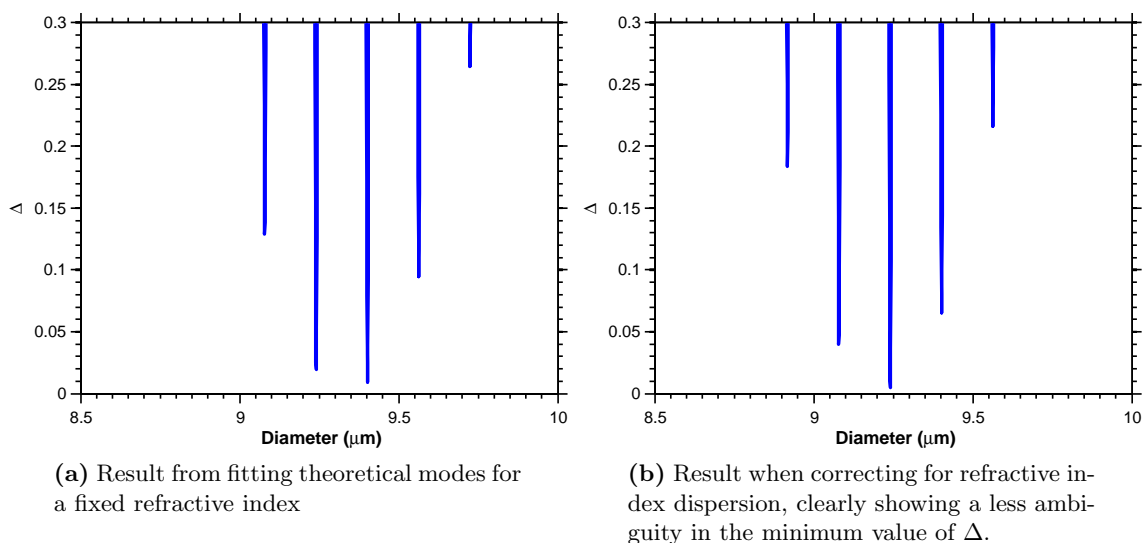 0.3
0.25
0.2
0.15
0.1
0.05
0
Δ
8.5 9 9.5 10
Diameter (μm)
(a) Result from fitting theoretical modes for
a fixed refractive index
0.3
0.25
0.2
0.15
0.1
0.05
0
Δ
8.5 9 9.5 10
Diameter (μm)
(b) Result when correcting for refractive in-
dex dispersion, clearly showing a less ambi-
guity in the minimum value of Δ.